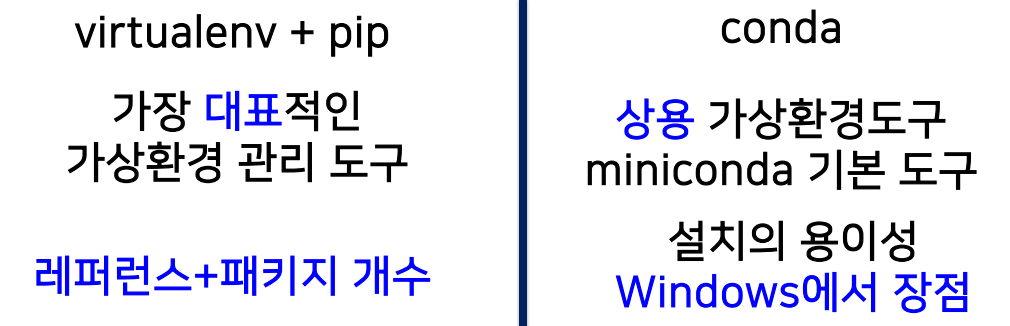 virtualenv + pip
가장 대표적인
가상환경 관리 도구
레퍼런스+패키지 개수
conda
상용 가상환경도구
miniconda 기본 도구
설치의 용이성
Windows에서 장점